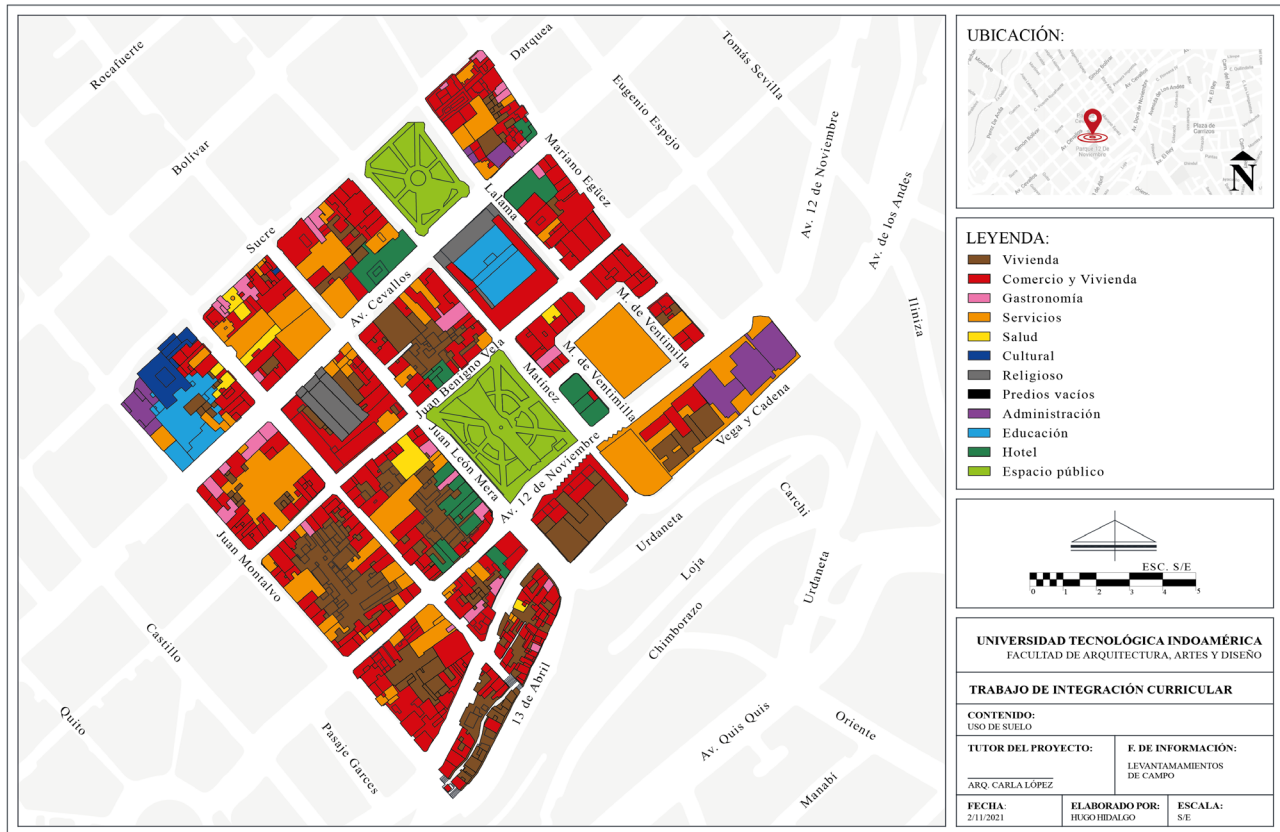 Rocafuerte
Darquea
Tomás Sevilla
Eugenio Espejo
Bolívar
Mariano Egüez
Lalama
Av. 12 de Noviembre
Av. de los Andes
Sucre
Av. Cevallos
Iliniza
M. de Ventimilla
M. de Ventimilla
Juan Benigno Vela
Matinez
Vega y Cadena
Juan León Mera
Av. 12 de Noviembre
Carchi
Urdaneta
Loja
Urdaneta
Juan Montalvo
Chimborazo
Castillo
13 de Abril
Quito
Pasaje Garces
Av. Quis Quis
Oriente
Manabí
UBICACIÓN:
Parque 12 De
Noviembre
Plaza de
Carrizos
N
LEYENDA:
Vivienda
Comercio y Vivienda
Gastronomía
Servicios
Salud
Cultural
Religioso
Predios vacíos
Administración
Educación
Hotel
Espacio público
ESC. S/E
0 1 2 3 4 5
UNIVERSIDAD TECNOLÓGICA INDOAMÉRICA
FACULTAD DE ARQUITECTURA, ARTES Y DISEÑO
TRABAJO DE INTEGRACIÓN CURRICULAR
CONTENIDO:
USO DE SUELO
TUTOR DEL PROYECTO:
ARQ. CARLA LÓPEZ
F. DE INFORMACIÓN:
LEVANTAMAMIENTOS
DE CAMPO
FECHA:
2/11/2021
ELABORADO POR:
HUGO HIDALGO
ESCALA:
S/E